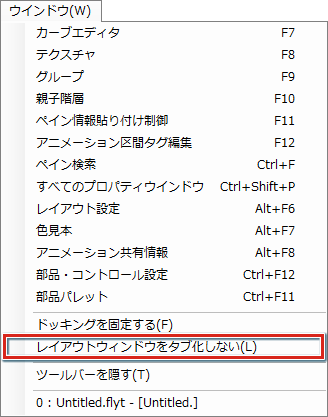 ウインドウ(W)
カーブエディタ F7
テクスチャ F8
グループ F9
親子階層 F10
ペイン情報貼り付け制御 F11
アニメーション区間タグ編集 F12
ペイン検索 Ctrl+F
すべてのプロパティウインドウ Ctrl+Shift+P
レイアウト設定 Alt+F6
色見本 Alt+F7
アニメーション共有情報 Alt+F8
部品・コントロール設定 Ctrl+F12
部品パレット Ctrl+F11
ドッキングを固定する(F)
レイアウトウィンドウをタブ化しない(L)
ツールバーを隠す(T)
0 : Untitled.flyt - [Untitled.]